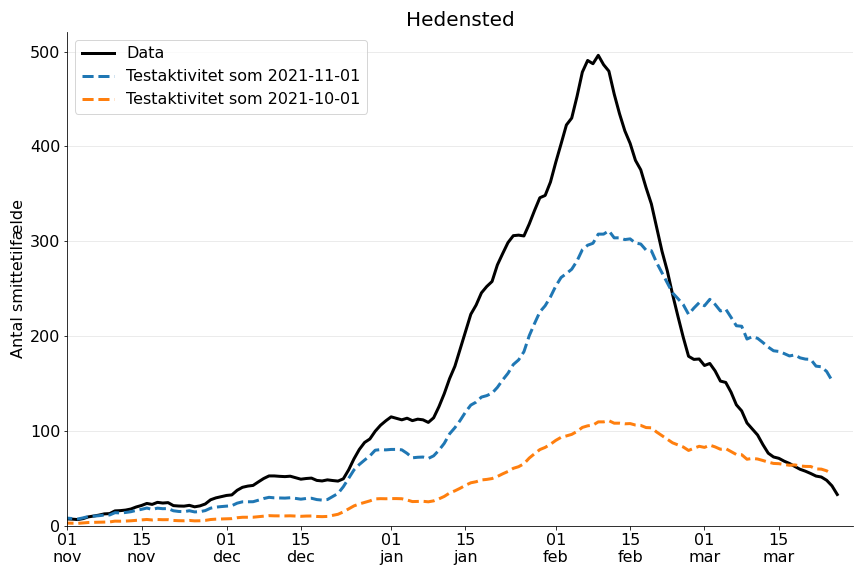 Hedensted
Data
Testaktivitet som 2021-11-01
Testaktivitet som 2021-10-01
Antal smittetilfælde
500
400
300
200
100
0
01 15 01 15 01 15 01 15 01 15
nov nov dec dec jan jan feb feb mar mar